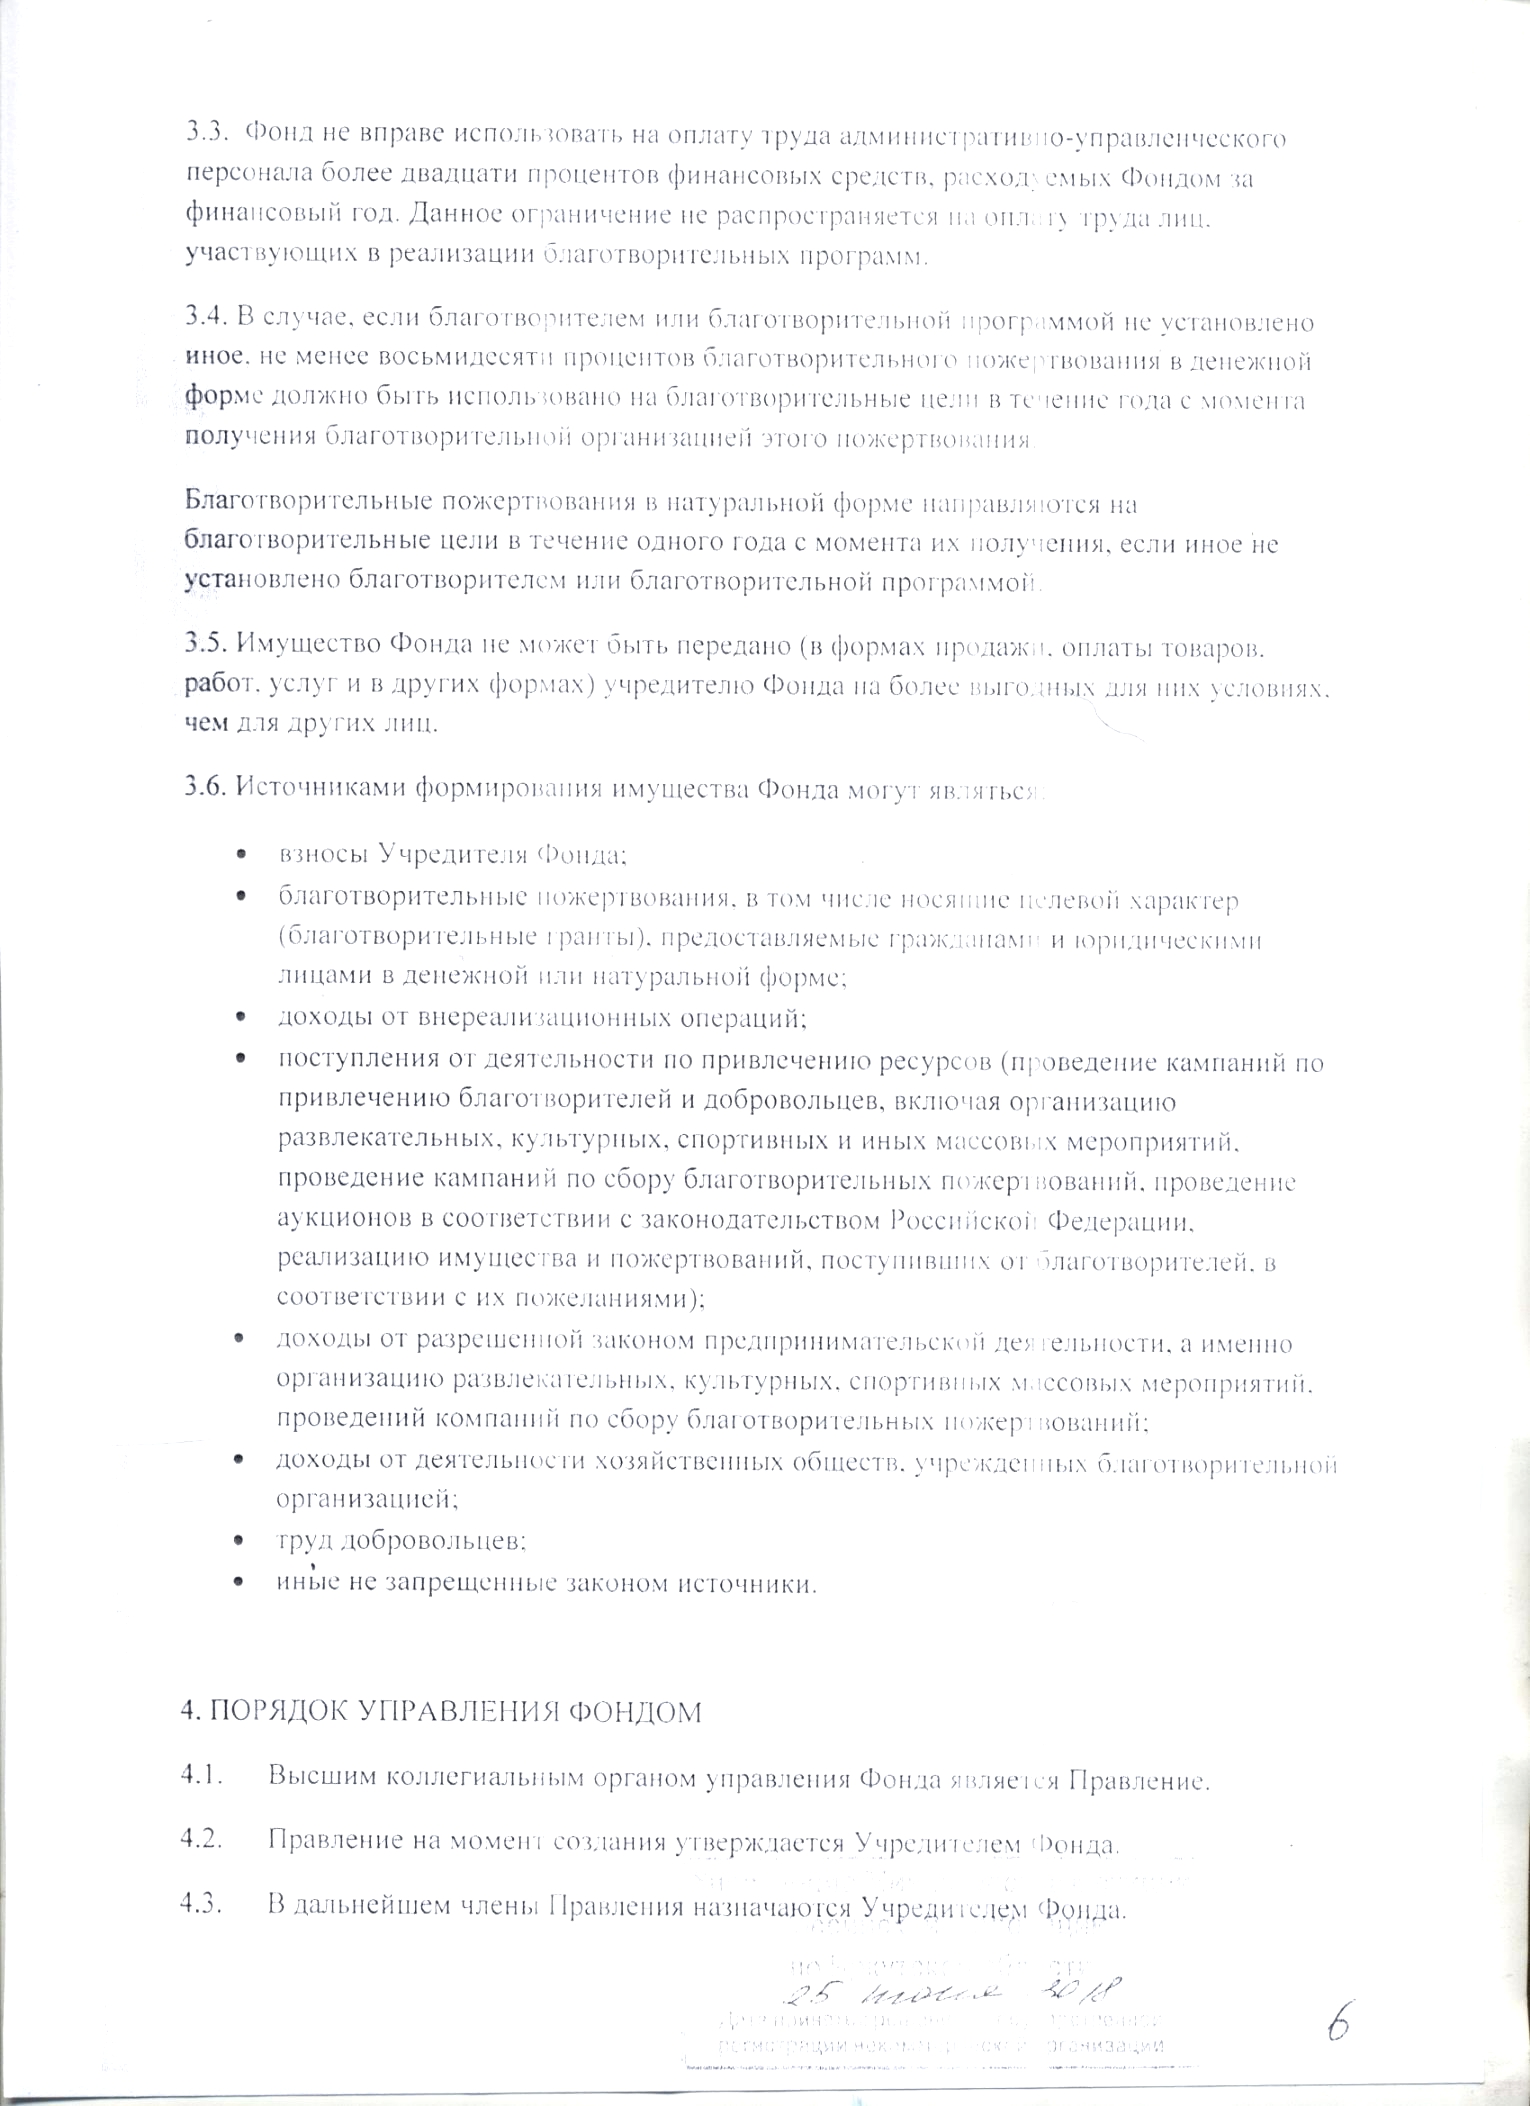 3.3. Фонд не вправе использовать на оплату труда административно-управленческого
персонала более двадцати процентов финансовых средств, расходуемых Фондом за
финансовый год. Данное ограничение не распространяется на оплату труда лиц,
участвующих в реализации благотворительных программ.
3.4. В случае, если благотворителем или благотворительной программой не установлено
иное, не менее восьмидесяти процентов благотворительного пожертвования в денежной
форме должно быть использовано на благотворительные цели в течение года с момента
получения благотворительной организацией этого пожертвования.
Благотворительные пожертвования в натуральной форме направляются на
благотворительные цели в течение одного года с момента их получения, если иное не
установлено благотворителем или благотворительной программой.
3.5. Имущество Фонда не может быть передано (в формах продажи, оплаты товаров,
работ, услуг и в других формах) учредителю Фонда на более выгодных для них условиях,
чем для других лиц.
3.6. Источниками формирования имущества Фонда могут являться:
• взносы Учредителя Фонда;
• благотворительные пожертвования, в том числе носящие целевой характер
(благотворительные гранты), предоставляемые гражданами и юридическими
лицами в денежной или натуральной форме;
• доходы от внереализационных операций;
• поступления от деятельности по привлечению ресурсов (проведение кампаний по
привлечению благотворителей и добровольцев, включая организацию
развлекательных, культурных, спортивных и иных массовых мероприятий,
проведение кампаний по сбору благотворительных пожертвований, проведение
аукционов в соответствии с законодательством Российской Федерации,
реализацию имущества и пожертвований, поступивших от благотворителей, в
соответствии с их пожеланиями);
• доходы от разрешенной законом предпринимательской деятельности, а именно
организацию развлекательных, культурных, спортивных массовых мероприятий,
проведений компаний по сбору благотворительных пожертвований;
• доходы от деятельности хозяйственных обществ, учрежденных благотворительной
организацией;
• труд добровольцев;
• иные не запрещенные законом источники.
4. ПОРЯДОК УПРАВЛЕНИЯ ФОНДОМ
4.1. Высшим коллегиальным органом управления Фонда является Правление.
4.2. Правление на момент создания утверждается Учредителем Фонда.
4.3. В дальнейшем члены Правления назначаются Учредителем Фонда.
25 июня 2018
регистрации организации
6